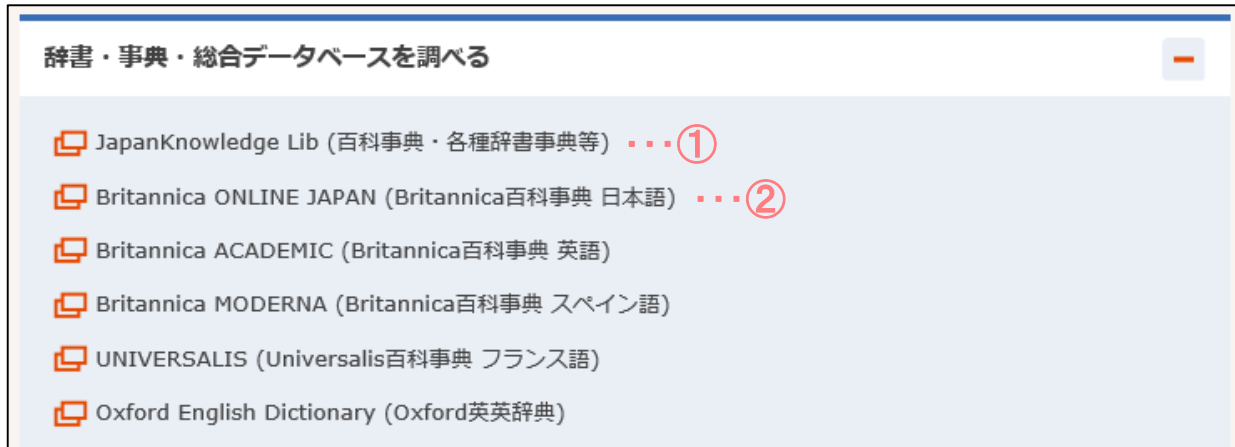 辞書・事典・総合データベースを調べる
JapanKnowledge Lib (百科事典・各種辞書事典等) ・・・①
Britannica ONLINE JAPAN (Britannica百科事典 日本語) ・・・②
Britannica ACADEMIC (Britannica百科事典 英語)
Britannica MODERNA (Britannica百科事典 スペイン語)
UNIVERSALIS (Universalis百科事典 フランス語)
Oxford English Dictionary (Oxford英英辞典)